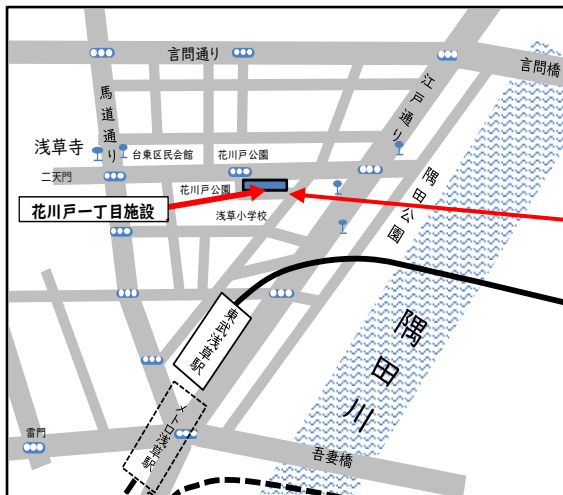 言問通り
言問橋
馬道通り
江戸通り
浅草寺
台東区民会館
花川戸公園
二天門
花川戸公園
隅田公園
花川戸一丁目施設
浅草小学校
東武浅草駅
隅田川
メトロ浅草駅
雷門
吾妻橋